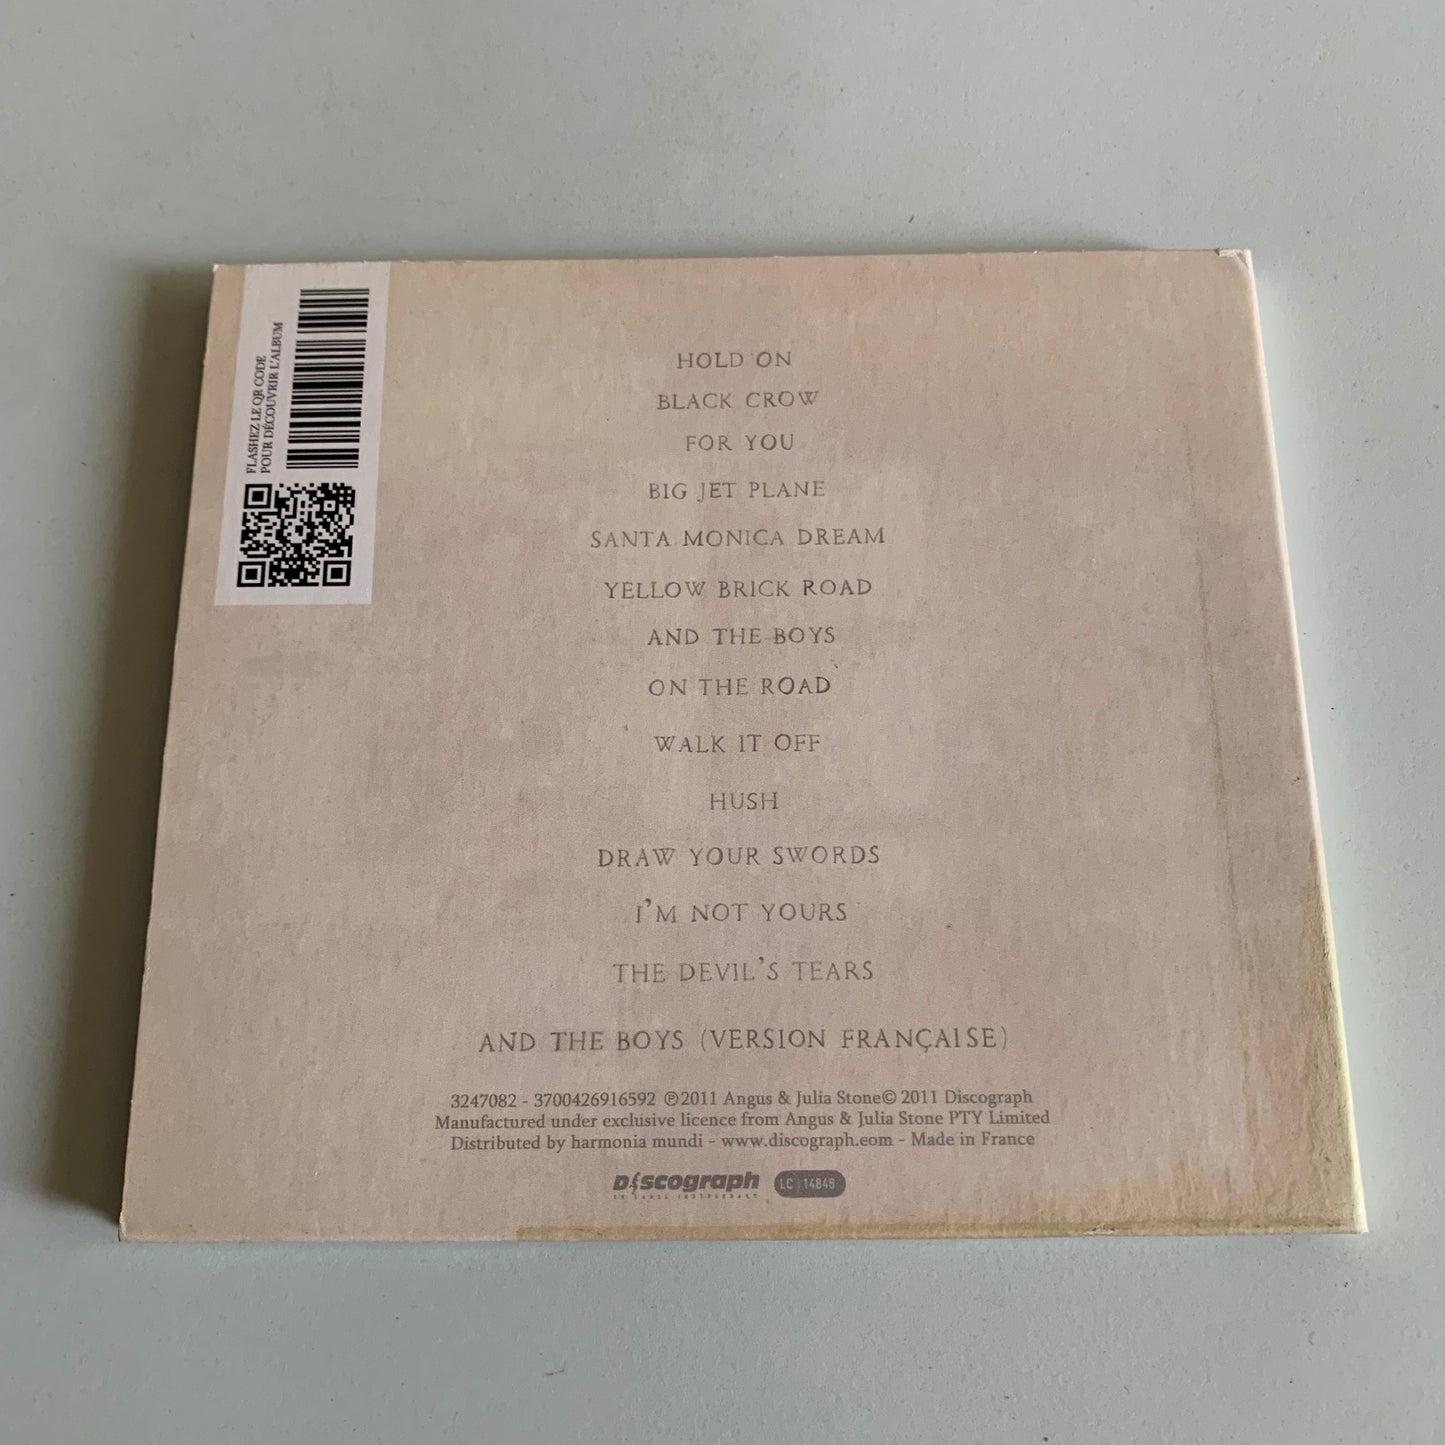 FLASHEZ LE QR CODE
POUR DÉCOUVRIR L'ALBUM
HOLD ON
BLACK CROW
FOR YOU
BIG JET PLANE
SANTA MONICA DREAM
YELLOW BRICK ROAD
AND THE BOYS
ON THE ROAD
WALK IT OFF
HUSH
DRAW YOUR SWORDS
I'M NOT YOURS
THE DEVIL'S TEARS
AND THE BOYS (VERSION FRANÇAISE)
3247082 - 3700426916592 ℗2011 Angus & Julia Stone© 2011 Discograph
Manufactured under exclusive licence from Angus & Julia Stone PTY Limited
Distributed by harmonia mundi - www.discograph.com - Made in France
Discograph LC 14846